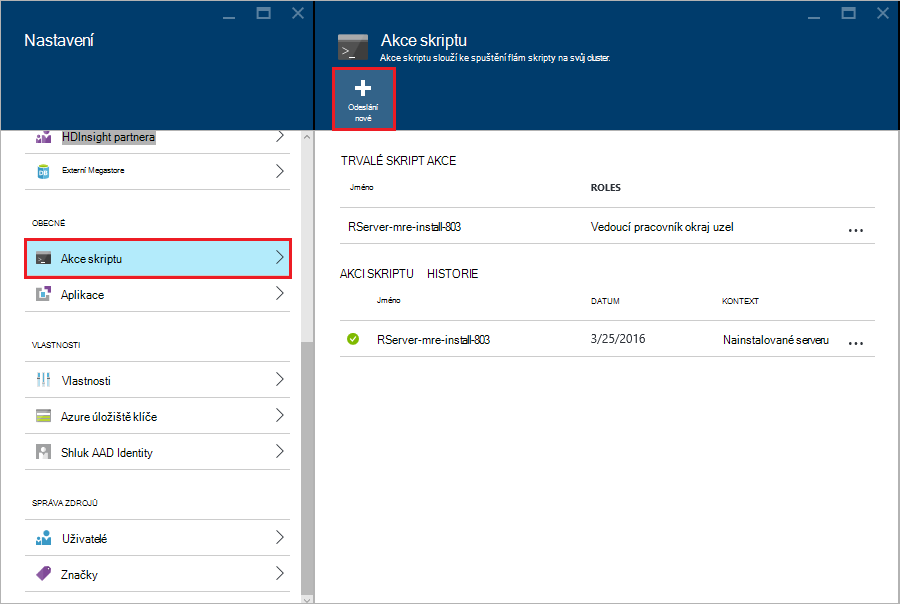 Nastavení
HDInsight partnera
Externí Megastore
OBECNÉ
Akce skriptu
Aplikace
VLASTNOSTI
Vlastnosti
Azure úložiště klíče
Shluk AAD Identity
SPRÁVA ZDROJŮ
Uživatelé
Značky
Akce skriptu
Akce skriptu slouží ke spuštění flám skripty na svůj cluster.
Odeslání
nové
TRVALÉ SKRIPT AKCE
Jméno ROLES
RServer-mre-install-803 Vedoucí pracovník okraj uzel ...
AKCI SKRIPTU HISTORIE
Jméno DATUM KONTEXT
RServer-mre-install-803 3/25/2016 Nainstalované serveru ...